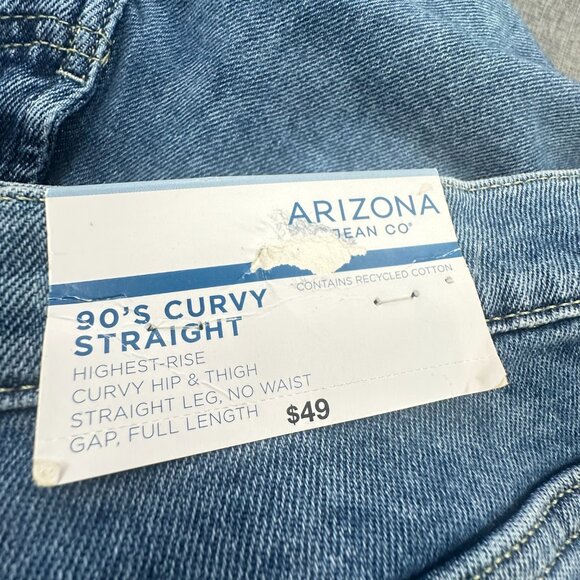 ARIZONA
JEAN CO®
CONTAINS RECYCLED COTTON
90'S CURVY
STRAIGHT
HIGHEST-RISE
CURVY HIP & THIGH
STRAIGHT LEG, NO WAIST
GAP, FULL LENGTH
$49